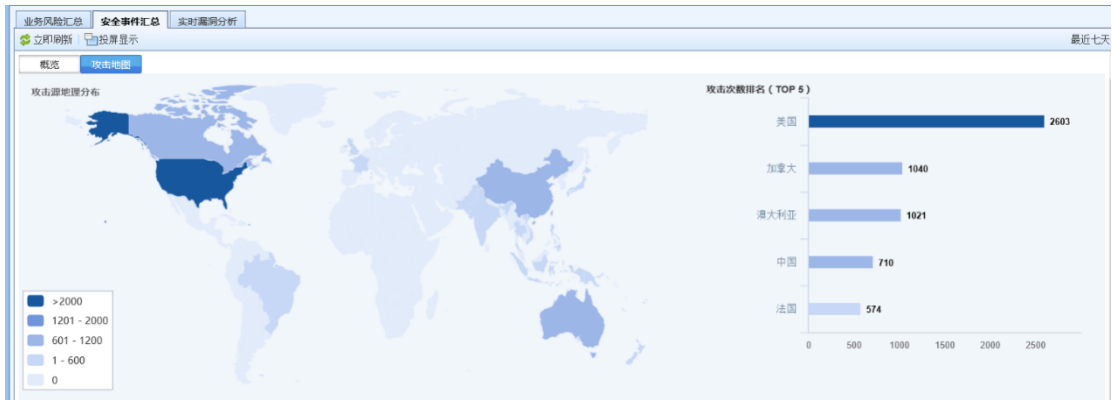 业务风险汇总 安全事件汇总 实时漏洞分析
立即刷新 投屏显示 最近七天
概览 攻击地图
攻击源地理分布
>2000
1201 - 2000
601 - 1200
1 - 600
0
攻击次数排名（TOP 5）
美国 2603
加拿大 1040
澳大利亚 1021
中国 710
法国 574
0 500 1000 1500 2000 2500